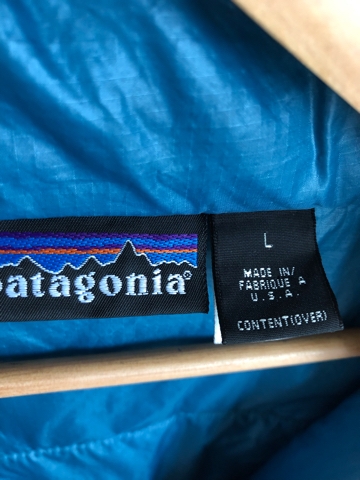 patagonia®
L
MADE IN/
FABRIQUE A
U.S.A.
CONTENT(OVER)